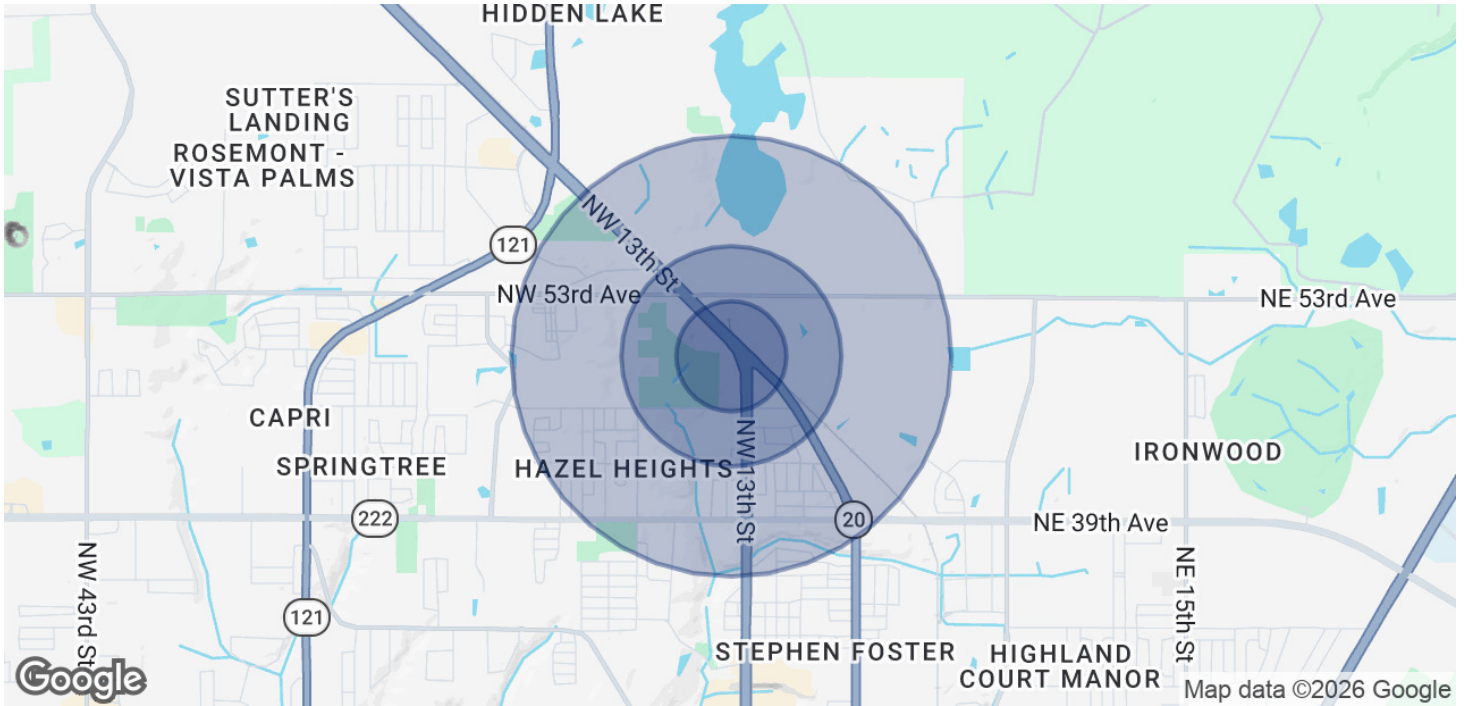 HIDDEN LAKE
SUTTER'S
LANDING
ROSEMONT -
VISTA PALMS
NW 13th St
121
NW 53rd Ave
NE 53rd Ave
CAPRI
SPRINGTREE
HAZEL HEIGHTS
NW 13th St
IRONWOOD
222
20
NE 39th Ave
NW 43rd St
NE 15th St
121
STEPHEN FOSTER
HIGHLAND
COURT MANOR
Google
Map data ©2026 Google